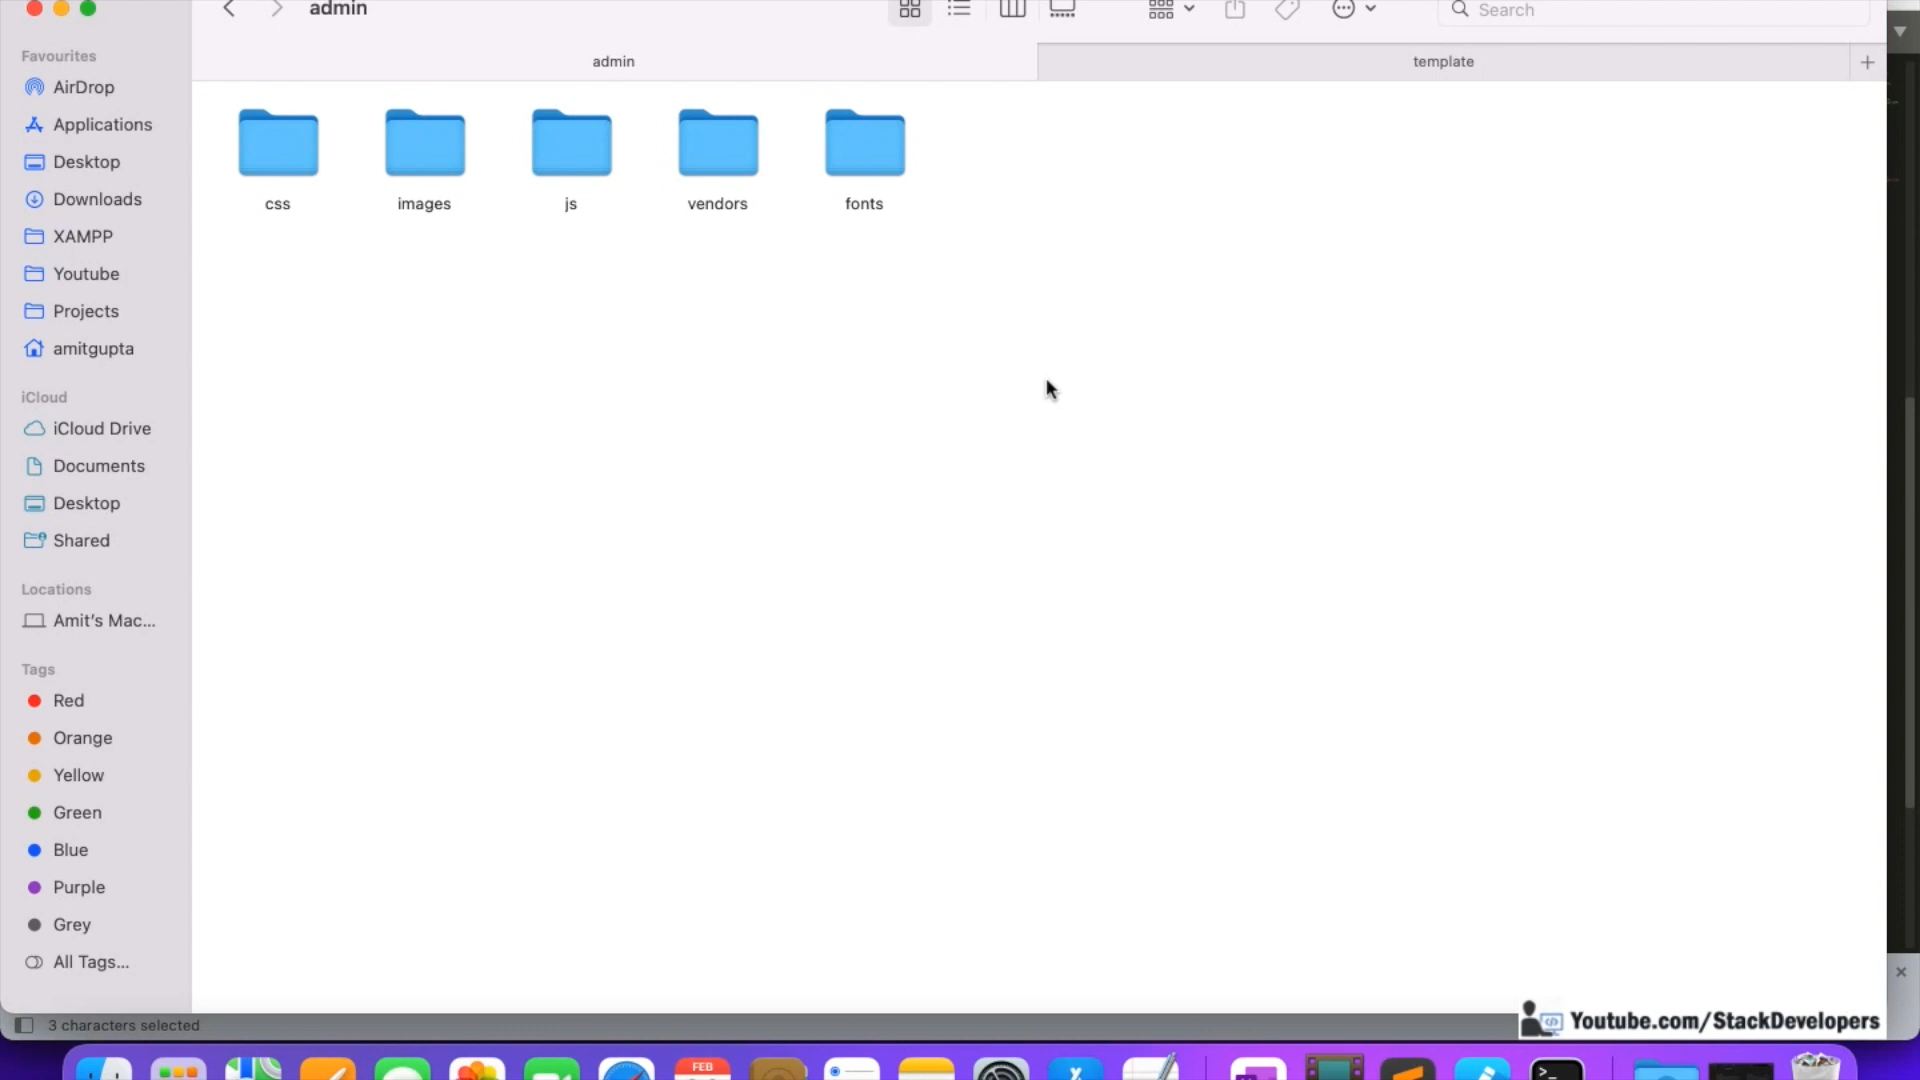 admin
Search
admin
template
Favourites
AirDrop
Applications
Desktop
Downloads
XAMPP
Youtube
Projects
amitgupta
iCloud
iCloud Drive
Documents
Desktop
Shared
Locations
Amit's Mac...
Tags
Red
Orange
Yellow
Green
Blue
Purple
Grey
All Tags...
css
images
js
vendors
fonts
3 characters selected
Youtube.com/StackDevelopers
FEB